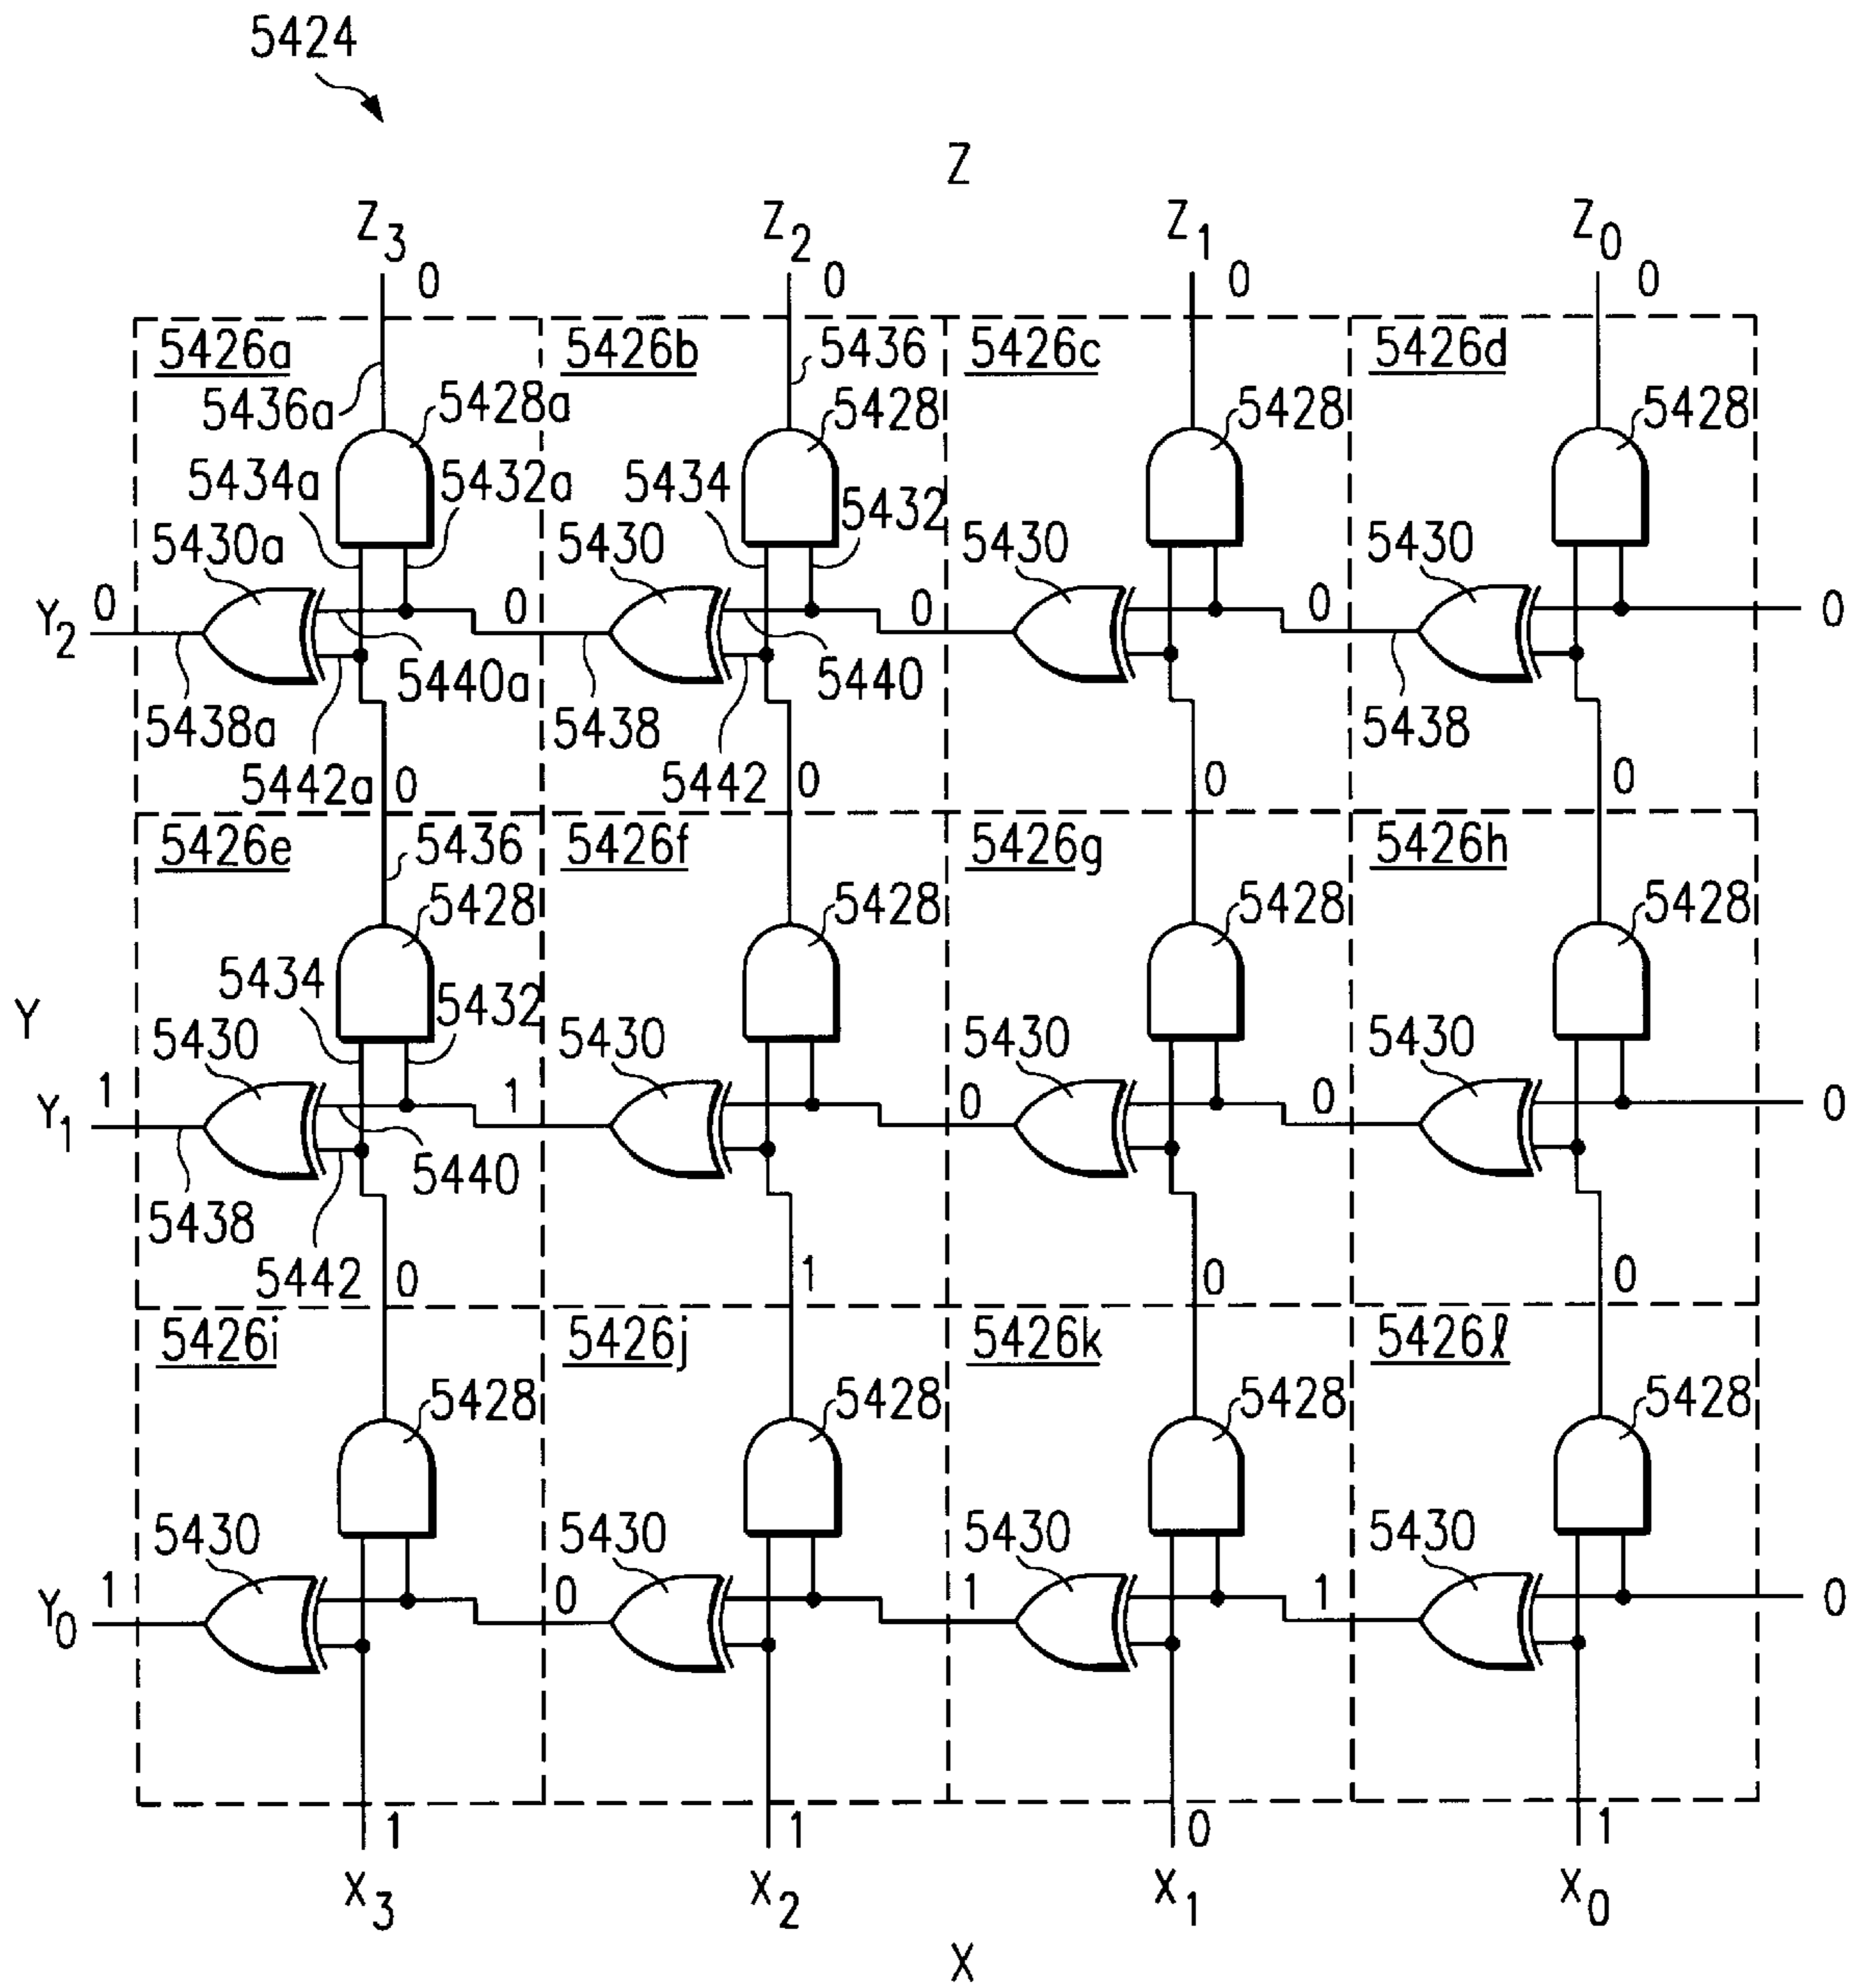 5424
Z
Z3 Z2 Z1 Z0
0 0 0 0
5426a 5426b 5436 5426c 5426d
5436a 5428a 5428 5428 5428
5434a 5432a 5434 5432
5430a 5430 5430 5430
Y2 0 0 0 0 0
5440a 5440
5438a 5438 5438
5442a 0 5442 0 0 0
5426e 5436 5426f 5426g 5426h
5428 5428 5428 5428
5434 5432
Y
5430 5430 5430 5430
Y1 1 1 0 0 0
5440
5438
5442 0 1 0 0
5426i 5426j 5426k 5426ℓ
5428 5428 5428 5428
5430 5430 5430 5430
Y0 1 0 1 1 0
1 1 0 1
X3 X2 X1 X0
X